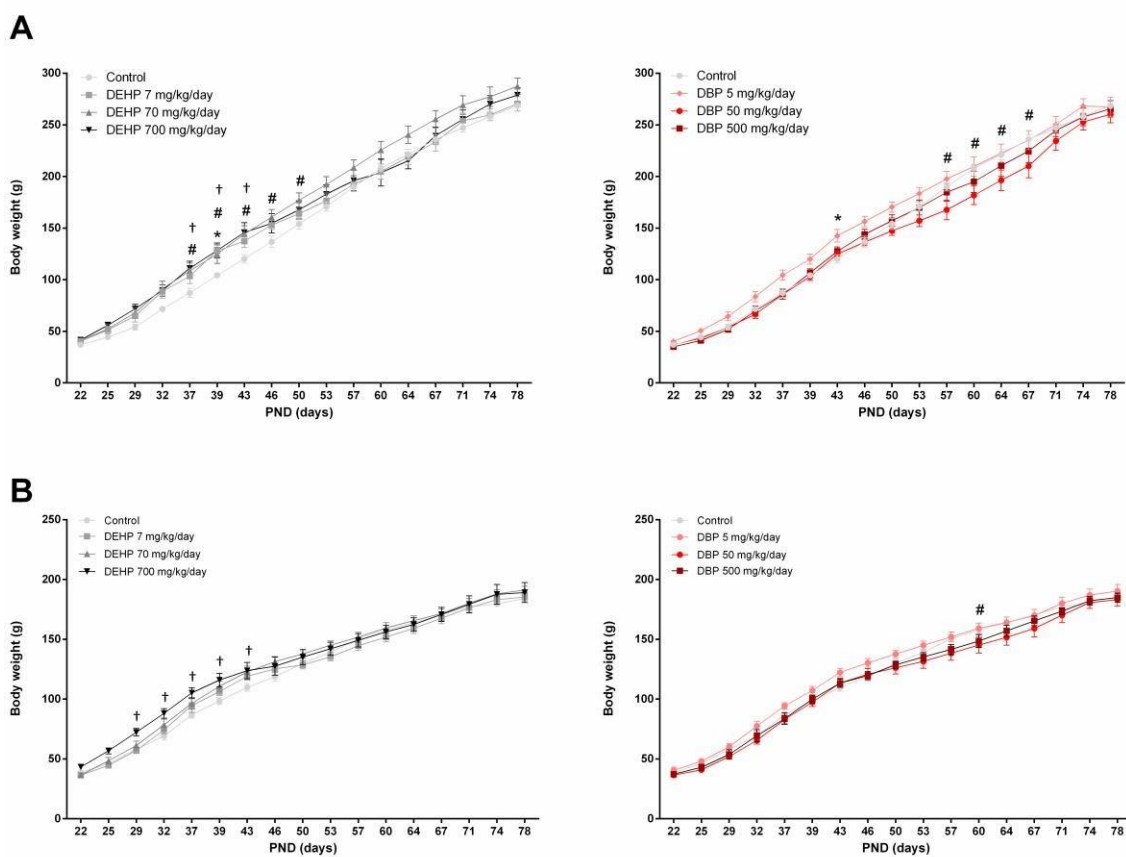 A
Control
DEHP 7 mg/kg/day
DEHP 70 mg/kg/day
DEHP 700 mg/kg/day
Body weight (g)
300
250
200
150
100
50
0
†
† † # #
† # #
# *
22 25 29 32 37 39 43 46 50 53 57 60 64 67 71 74 78
PND (days)
Control
DBP 5 mg/kg/day
DBP 50 mg/kg/day
DBP 500 mg/kg/day
Body weight (g)
300
250
200
150
100
50
0
* # # # #
22 25 29 32 37 39 43 46 50 53 57 60 64 67 71 74 78
PND (days)
B
Control
DEHP 7 mg/kg/day
DEHP 70 mg/kg/day
DEHP 700 mg/kg/day
Body weight (g)
250
200
150
100
50
0
† † † † †
22 25 29 32 37 39 43 46 50 53 57 60 64 67 71 74 78
PND (days)
Control
DBP 5 mg/kg/day
DBP 50 mg/kg/day
DBP 500 mg/kg/day
Body weight (g)
250
200
150
100
50
0
#
22 25 29 32 37 39 43 46 50 53 57 60 64 67 71 74 78
PND (days)